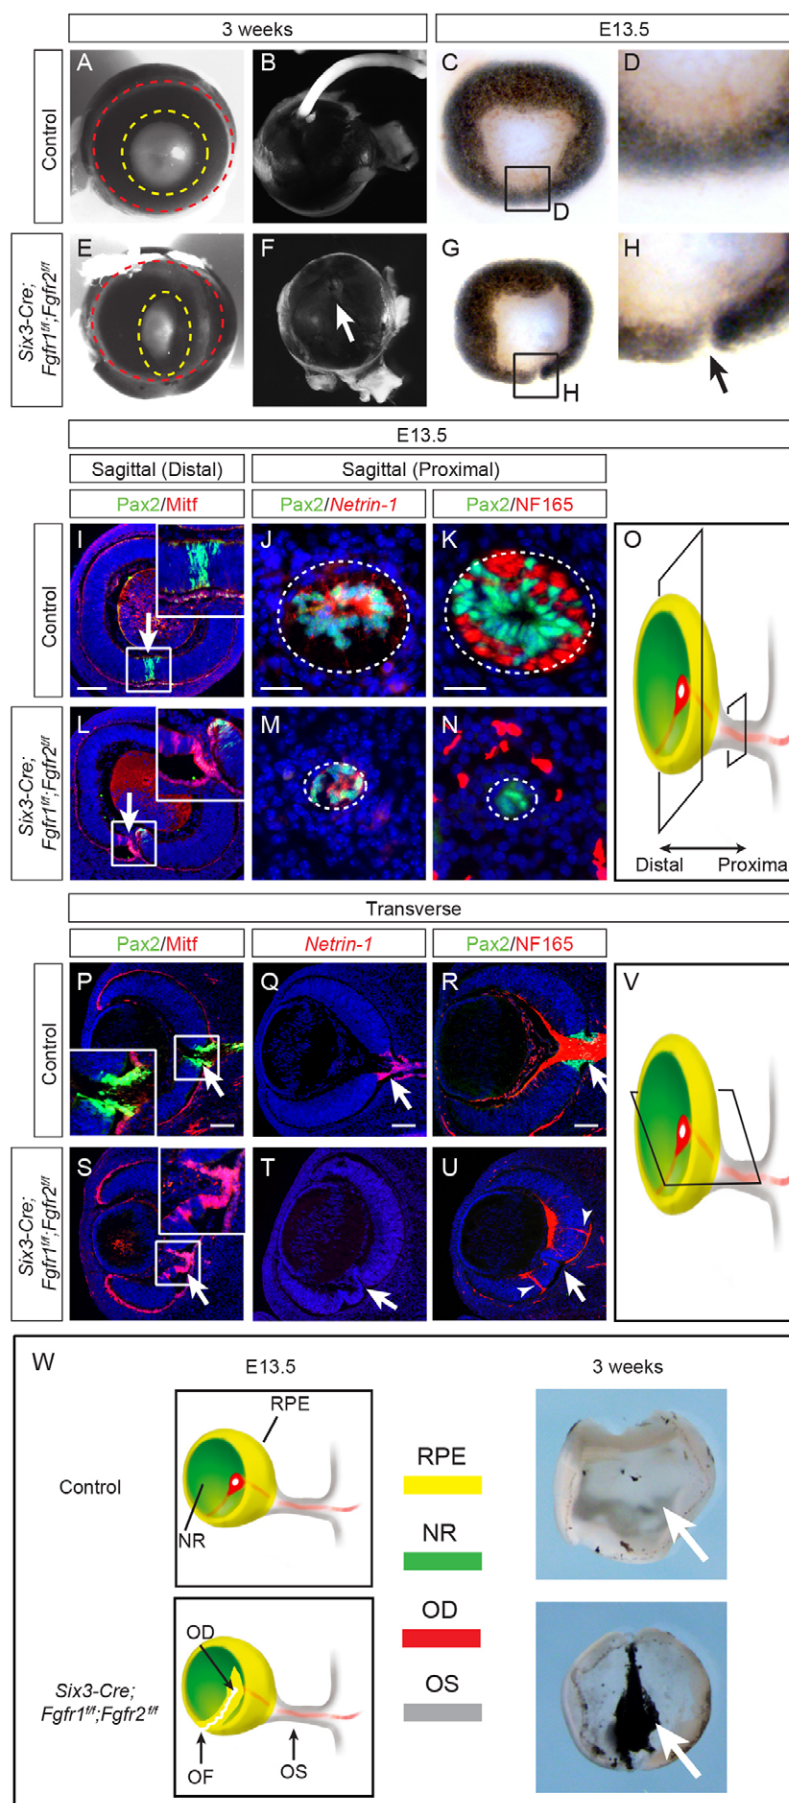 3 weeks
E13.5
Control
A
B
C
D
D
Six3-Cre;
Fgfr1f/f;Fgfr2f/f
E
F
G
H
H
E13.5
Sagittal (Distal)
Sagittal (Proximal)
Pax2/Mitf
Pax2/Netrin-1
Pax2/NF165
Control
I
J
K
O
Six3-Cre;
Fgfr1f/f;Fgfr2f/f
L
M
N
Distal
Proxima
Transverse
Pax2/Mitf
Netrin-1
Pax2/NF165
Control
P
Q
R
V
Six3-Cre;
Fgfr1f/f;Fgfr2f/f
S
T
U
W
E13.5
3 weeks
Control
RPE
NR
RPE
NR
OD
OS
Six3-Cre;
Fgfr1f/f;Fgfr2f/f
OD
OF
OS